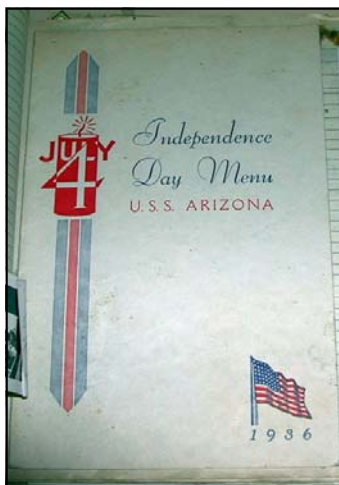 JULY
4
Independence
Day Menu
U.S.S. ARIZONA
1936